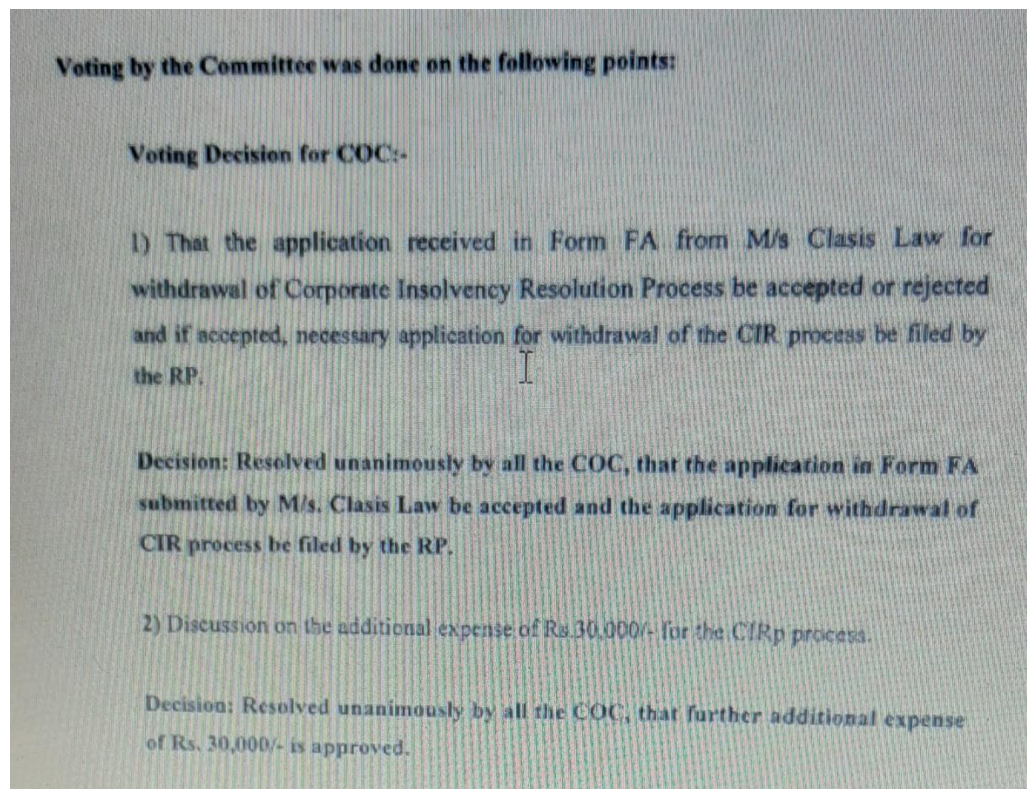 Voting by the Committee was done on the following points:
Voting Decision for COC:-
1) That the application received in Form FA from M/s Clasis Law for
withdrawal of Corporate Insolvency Resolution Process be accepted or rejected
and if accepted, necessary application for withdrawal of the CIR process be filed by
the RP.
Decision: Resolved unanimously by all the COC, that the application in Form FA
submitted by M/s. Clasis Law be accepted and the application for withdrawal of
CIR process be filed by the RP.
2) Discussion on the additional expense of Rs.30,000/- for the CIRp process.
Decision: Resolved unanimously by all the COC, that further additional expense
of Rs. 30,000/- is approved.